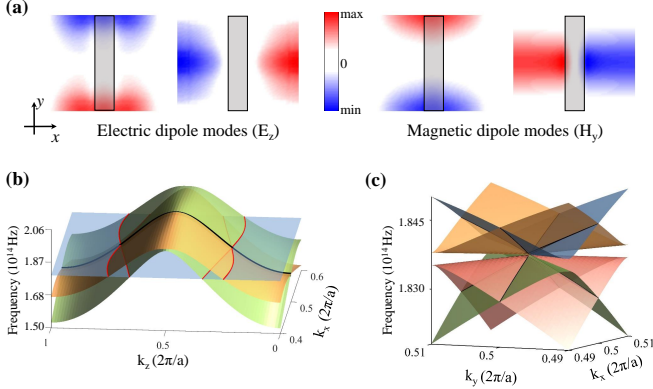 (a)
max
0
min
y
x
Electric dipole modes (E_z)
Magnetic dipole modes (H_y)
(b)
Frequency (10^14 Hz)
2.06
1.87
1.68
1.50
1
0.5
0
k_z (2π/a)
0.4
0.5
0.6
k_x (2π/a)
(c)
Frequency (10^14 Hz)
1.845
1.830
0.51
0.5
0.49
k_y (2π/a)
0.49
0.5
0.51
k_x (2π/a)